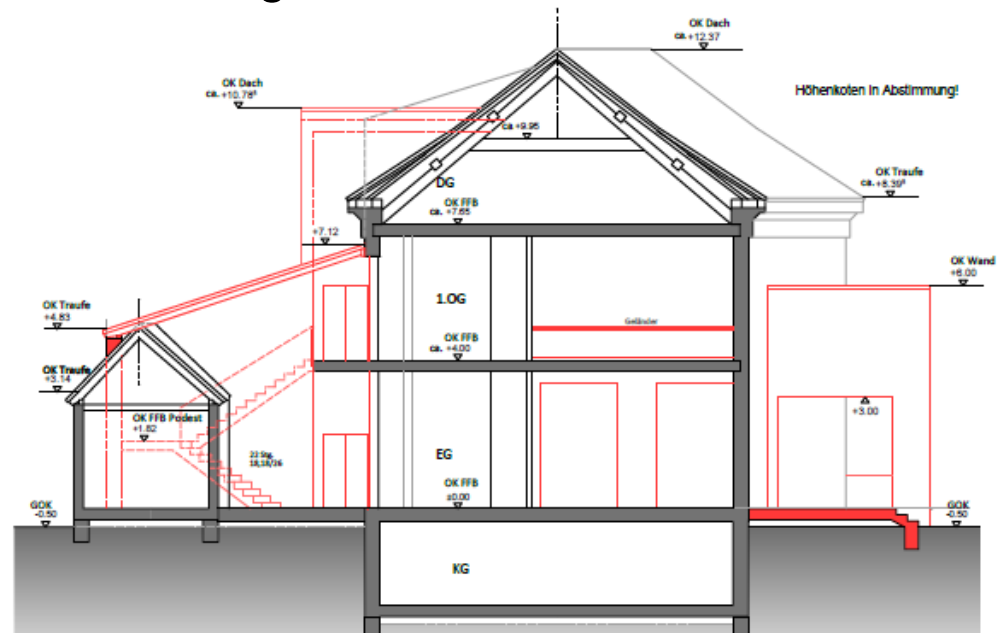 OK Dach
ca. +12.37
OK Dach
ca. +10.78⁵
Höhenkoten in Abstimmung!
ca. +9.95
OK Traufe
ca. +8.39⁵
DG
OK FFB
ca. +7.65
+7.12
OK Wand
+6.00
1.OG
OK Traufe
+4.83
Geländer
OK FFB
ca. +4.00
OK Traufe
+3.14
+3.00
OK FFB Podest
+1.82
22 Stg.
18,18/26
EG
OK FFB
±0.00
GOK
-0.50
GOK
-0.50
KG